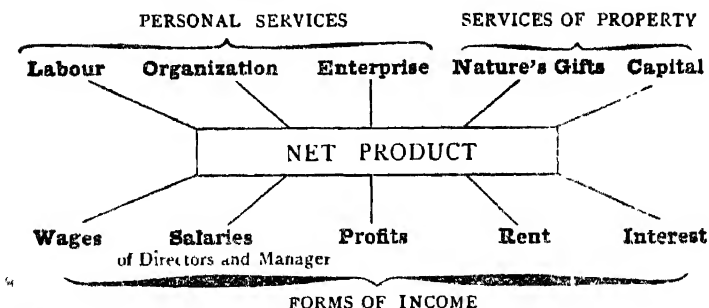 PERSONAL SERVICES SERVICES OF PROPERTY
Labour Organization Enterprise Nature's Gifts Capital
NET PRODUCT
Wages Salaries Profits Rent Interest
of Directors and Manager
FORMS OF INCOME